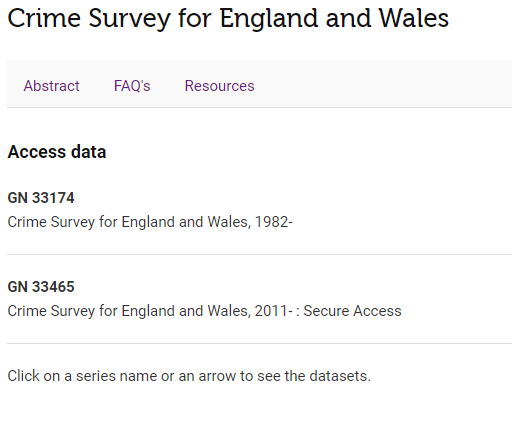 Crime Survey for England and Wales
Abstract FAQ's Resources
Access data
GN 33174
Crime Survey for England and Wales, 1982-
GN 33465
Crime Survey for England and Wales, 2011- : Secure Access
Click on a series name or an arrow to see the datasets.